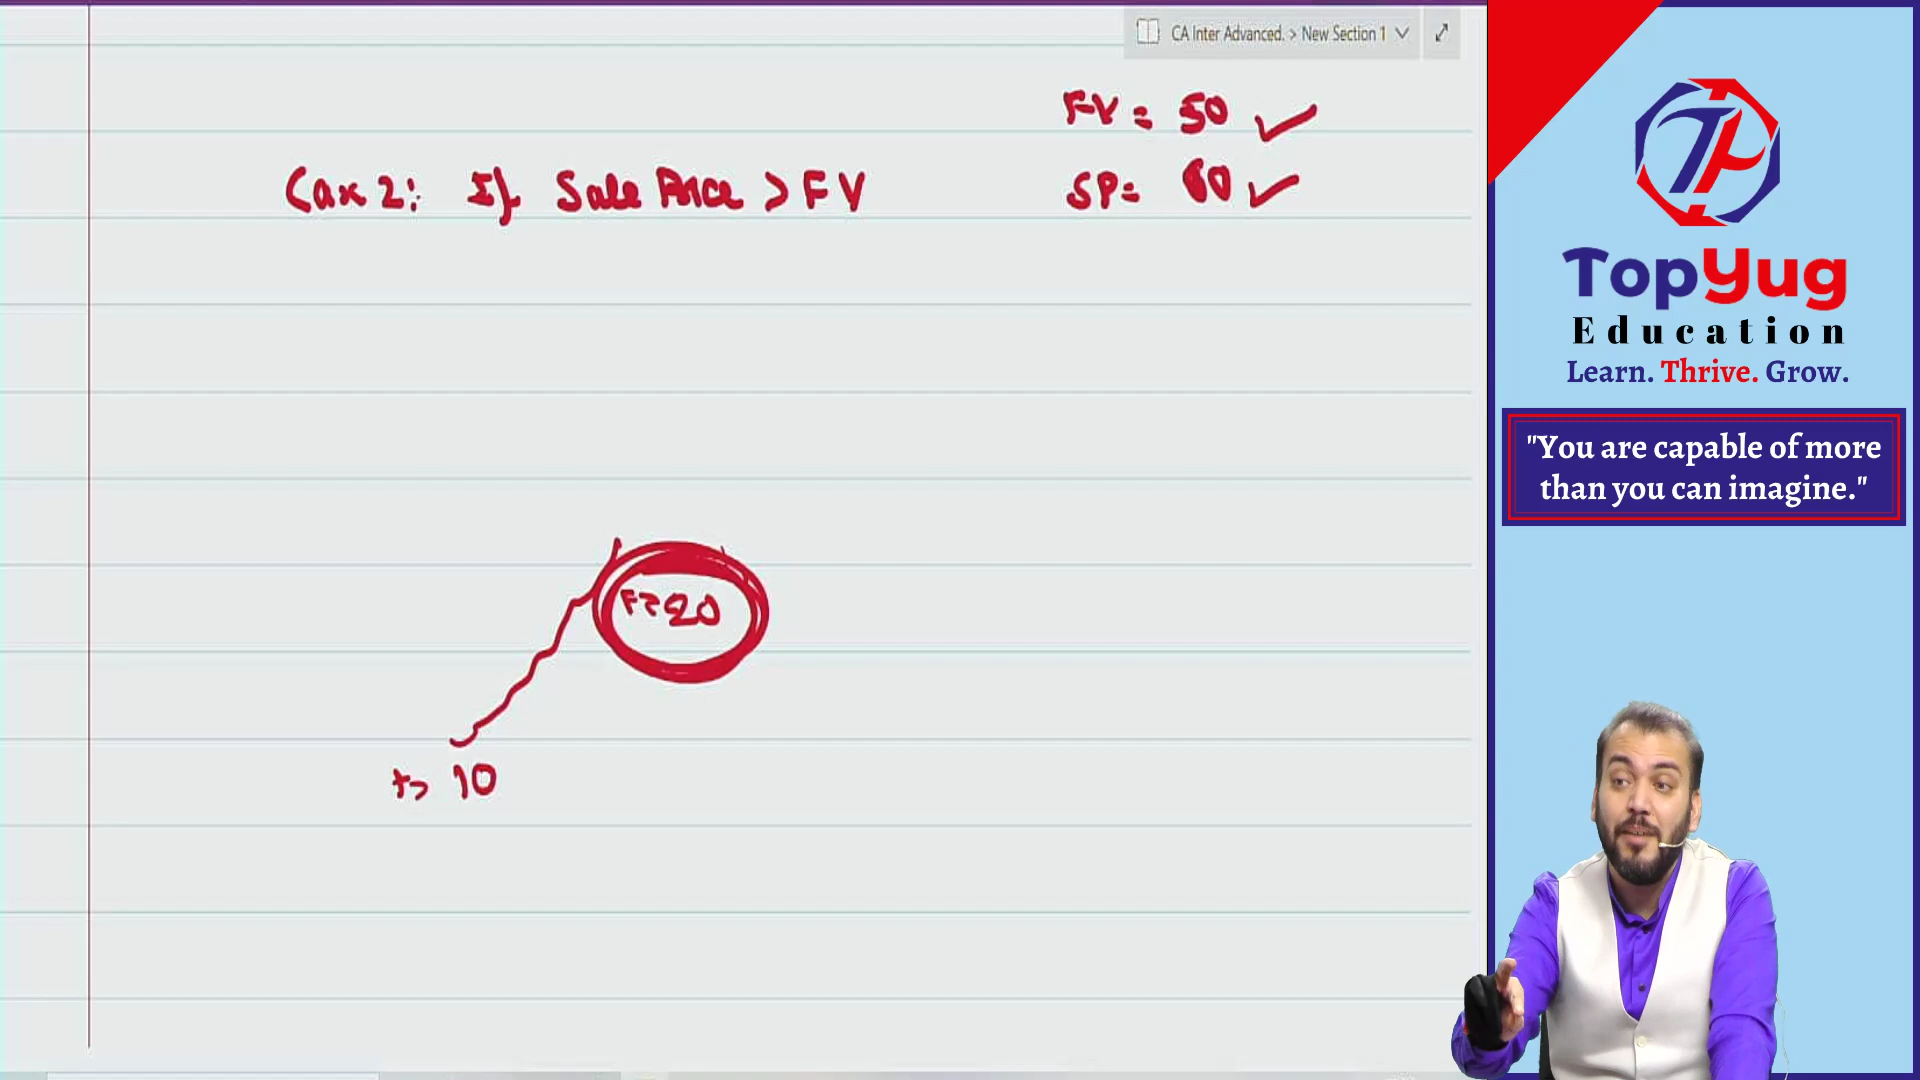 CA Inter Advanced. > New Section 1
FV = 50 ✓
SP = 60 ✓
Case 2: If Sale Price > FV
20
10
TopYug
Education
Learn. Thrive. Grow.
"You are capable of more
than you can imagine."